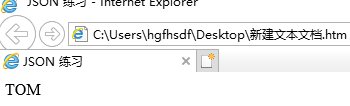 JSON 练习 - Internet Explorer
C:\Users\hgfhsdf\Desktop\新建文本文档.htm
JSON 练习
TOM